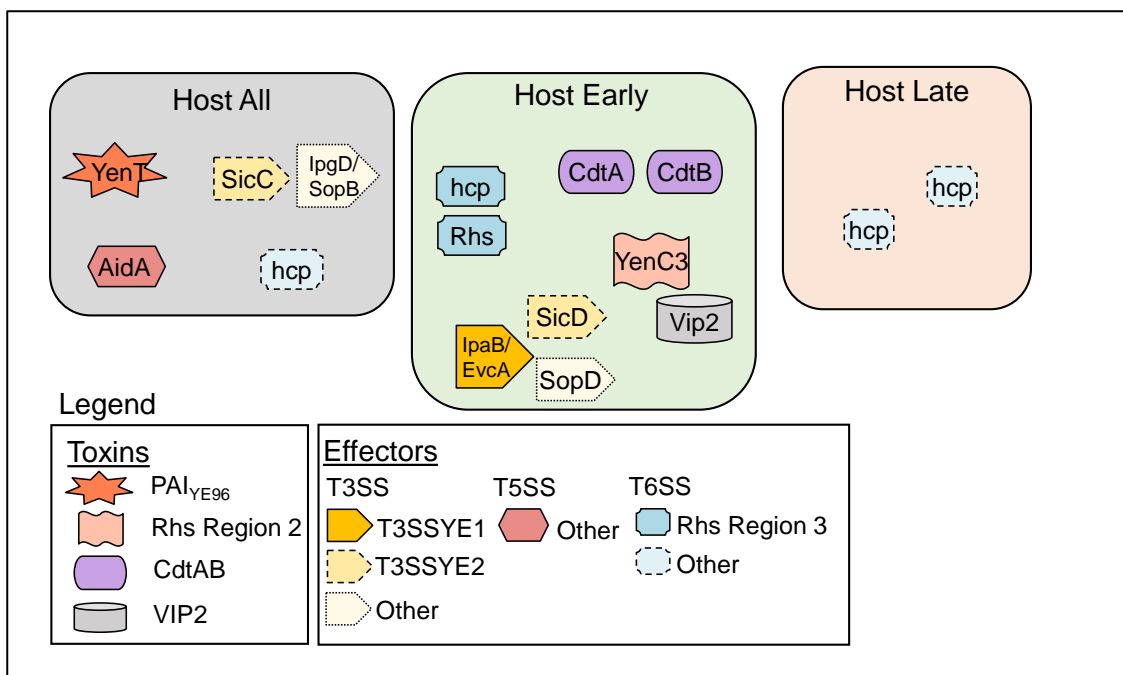 Host All
YenT
SicC
IpgD/
SopB
AidA
hcp
Host Early
hcp
Rhs
CdtA
CdtB
YenC3
Vip2
SicD
IpaB/
EvcA
SopD
Host Late
hcp
hcp
Legend
Toxins
PAIYE96
Rhs Region 2
CdtAB
VIP2
Effectors
T3SS
T3SSYE1
T3SSYE2
Other
T5SS
Other
T6SS
Rhs Region 3
Other